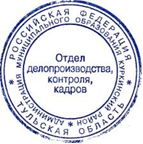 РОССИЙСКАЯ ФЕДЕРАЦИЯ
ТУЛЬСКАЯ ОБЛАСТЬ
АДМИНИСТРАЦИЯ МУНИЦИПАЛЬНОГО ОБРАЗОВАНИЯ КУРКИНСКИЙ РАЙОН
Отдел
делопроизводства,
контроля,
кадров